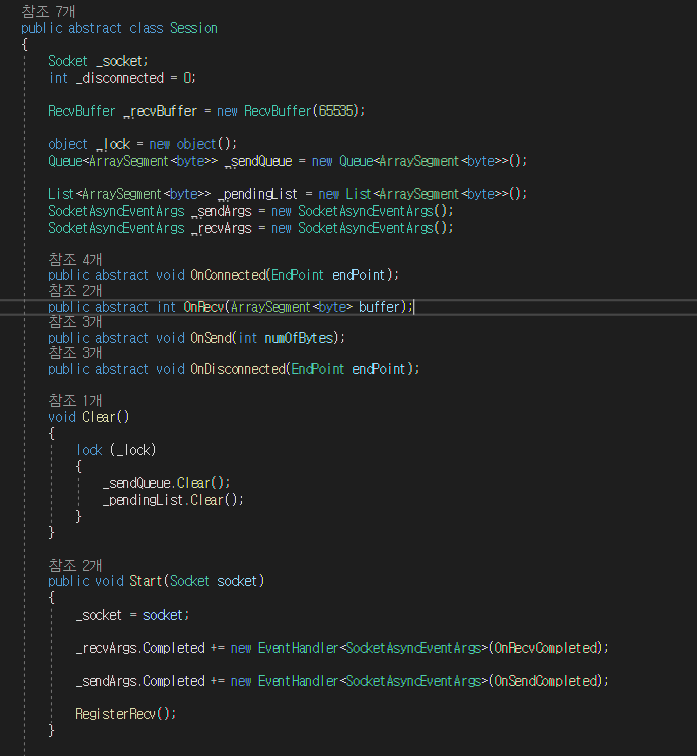 참조 7개
public abstract class Session
{
Socket _socket;
int _disconnected = 0;
RecvBuffer _recvBuffer = new RecvBuffer(65535);
object _lock = new object();
Queue<ArraySegment<byte>> _sendQueue = new Queue<ArraySegment<byte>>();
List<ArraySegment<byte>> _pendingList = new List<ArraySegment<byte>>();
SocketAsyncEventArgs _sendArgs = new SocketAsyncEventArgs();
SocketAsyncEventArgs _recvArgs = new SocketAsyncEventArgs();
참조 4개
public abstract void OnConnected(EndPoint endPoint);
참조 2개
public abstract int OnRecv(ArraySegment<byte> buffer);
참조 3개
public abstract void OnSend(int numOfBytes);
참조 3개
public abstract void OnDisconnected(EndPoint endPoint);
참조 1개
void Clear()
{
lock (_lock)
{
_sendQueue.Clear();
_pendingList.Clear();
}
}
참조 2개
public void Start(Socket socket)
{
_socket = socket;
_recvArgs.Completed += new EventHandler<SocketAsyncEventArgs>(OnRecvCompleted);
_sendArgs.Completed += new EventHandler<SocketAsyncEventArgs>(OnSendCompleted);
RegisterRecv();
}